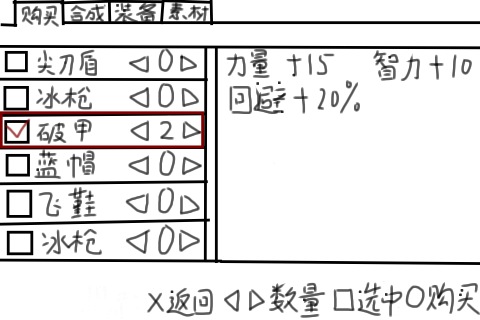 购买 合成 装备 素材
尖刀盾 ◁0▷
冰枪 ◁0▷
破甲 ◁2▷
蓝帽 ◁0▷
飞鞋 ◁0▷
冰枪 ◁0▷
力量+15 智力+10
回避+20%
X返回 ◁▷数量 □选中○购买